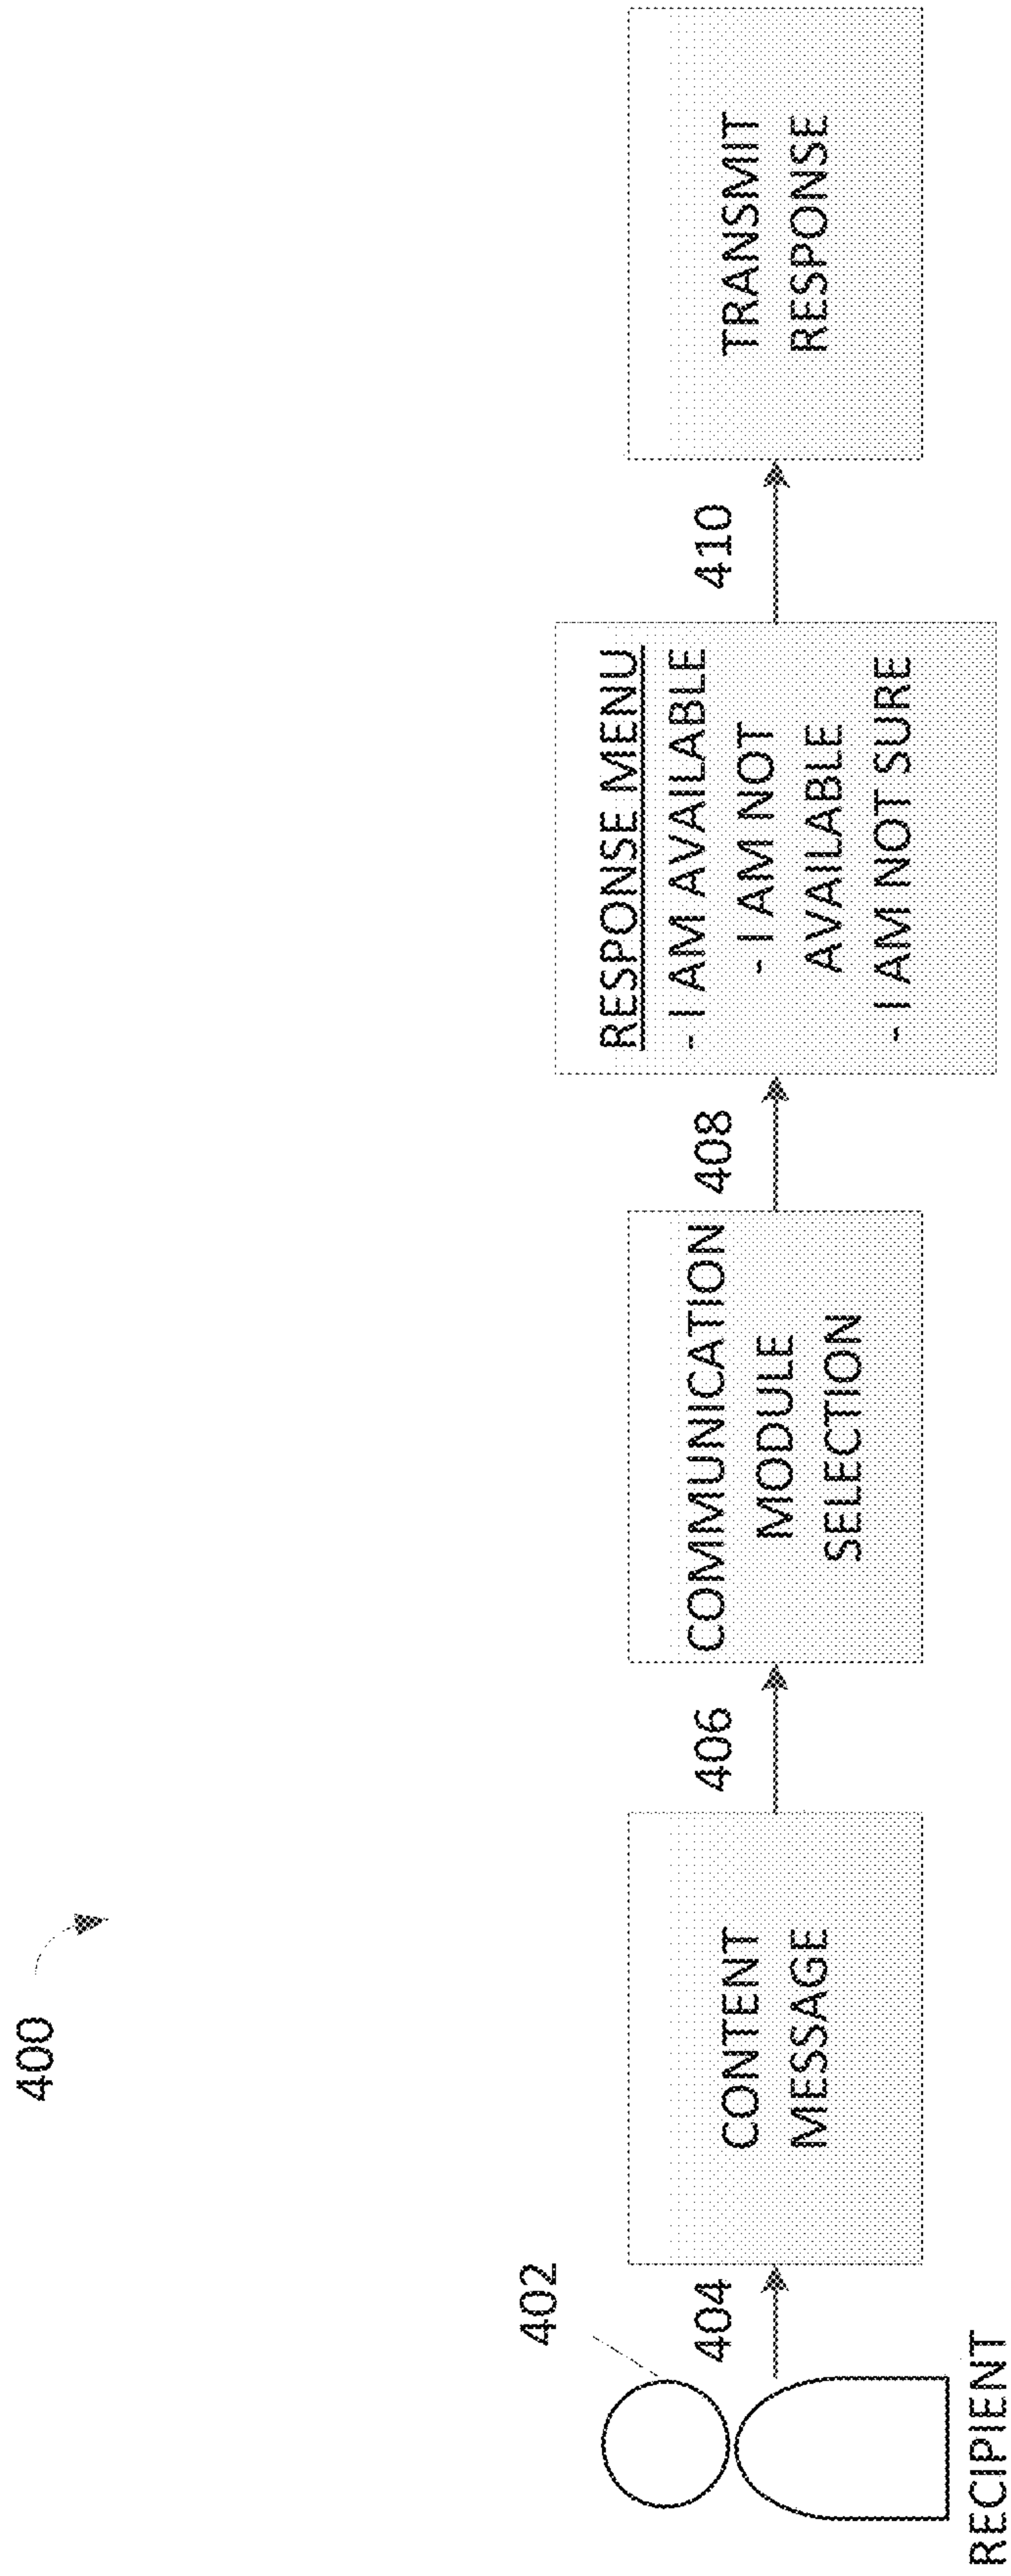 400
402
RECIPIENT
404
CONTENT
MESSAGE
406
COMMUNICATION
MODULE
SELECTION
408
RESPONSE MENU
- I AM AVAILABLE
- I AM NOT
AVAILABLE
- I AM NOT SURE
410
TRANSMIT
RESPONSE